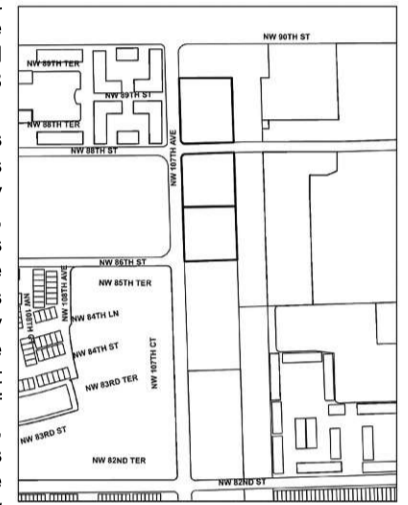 NW 90TH ST
NW 89TH TER
NW 89TH ST
NW 88TH TER
NW 88TH ST
NW 107TH AVE
NW 86TH ST
NW 85TH TER
NW 108TH AVE
NW 84TH LN
NW 84TH ST
NW 107TH CT
NW 83RD TER
NW 83RD ST
NW 82ND TER
NW 82ND ST